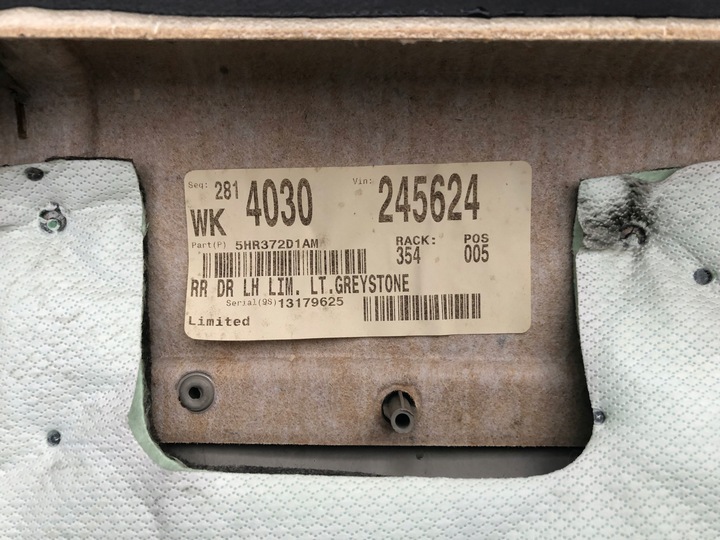 Seq: 281 4030 Vin: 245624
WK
Part(P) 5HR372D1AM RACK: POS
354 005
RR DR LH LIM. LT.GREYSTONE
Serial(QS) 13179625
Limited